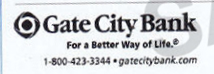 Gate City Bank
For a Better Way of Life.®
1-800-423-3344 • gatecitybank.com